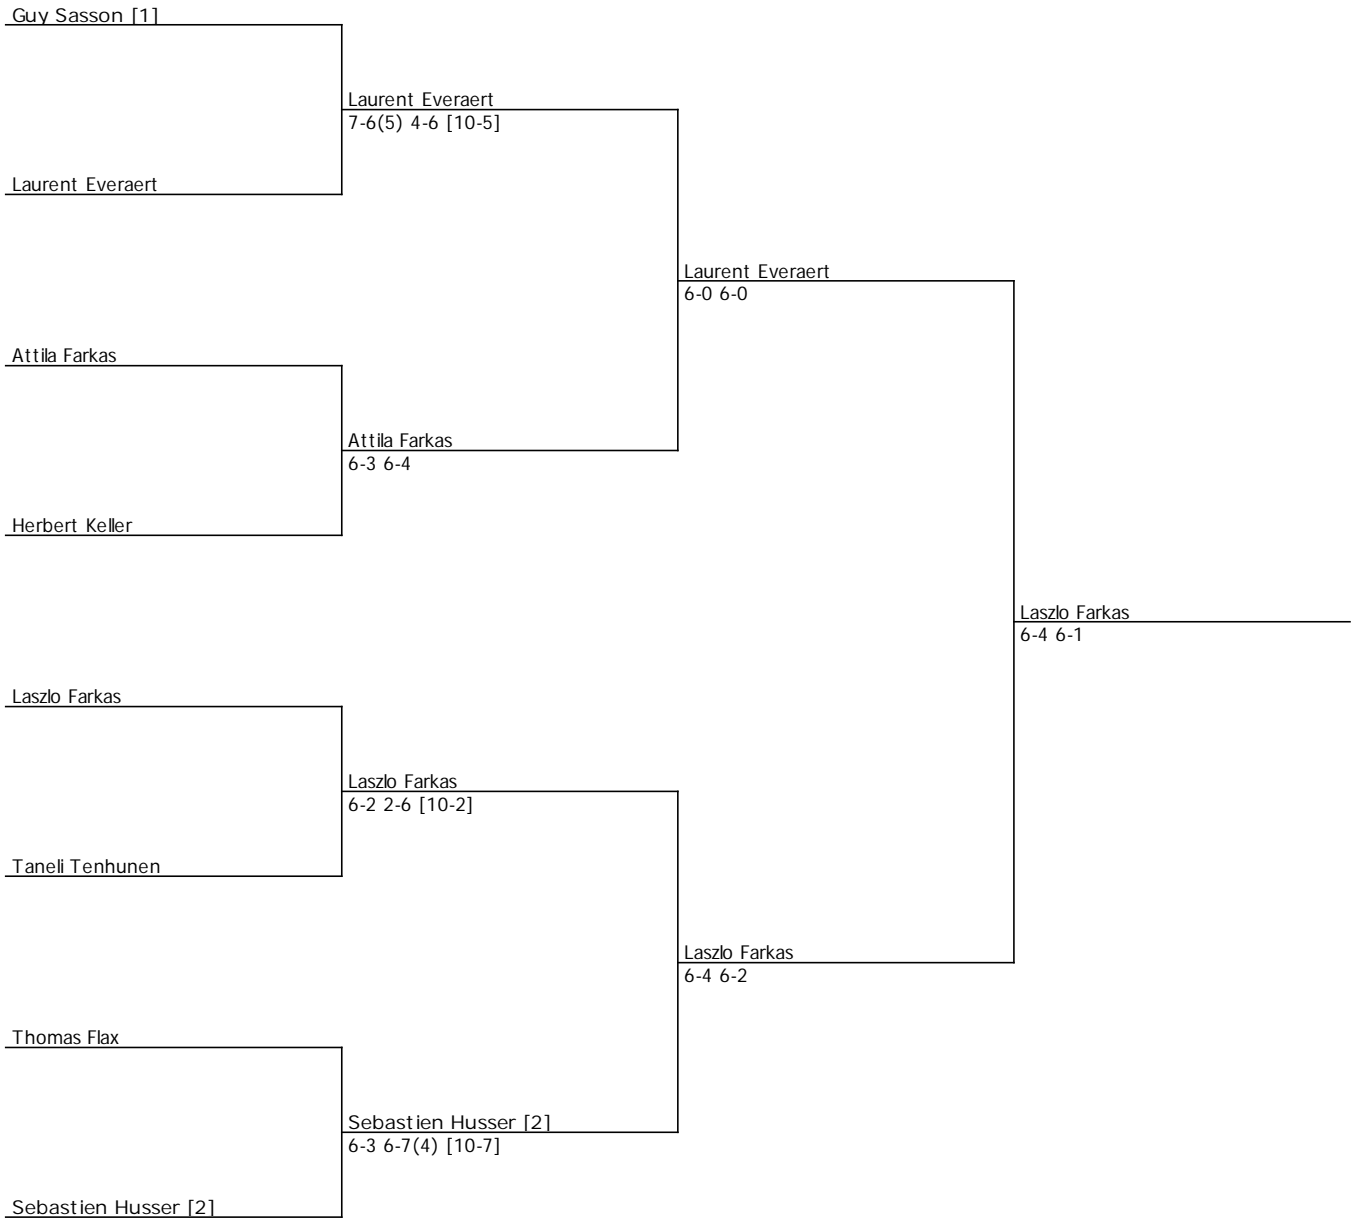 Guy Sasson [1]
Laurent Everaert
7-6(5) 4-6 [10-5]
Laurent Everaert
Laurent Everaert
6-0 6-0
Attila Farkas
Attila Farkas
6-3 6-4
Herbert Keller
Laszlo Farkas
6-4 6-1
Laszlo Farkas
Laszlo Farkas
6-2 2-6 [10-2]
Taneli Tenhunen
Laszlo Farkas
6-4 6-2
Thomas Flax
Sebastien Husser [2]
6-3 6-7(4) [10-7]
Sebastien Husser [2]